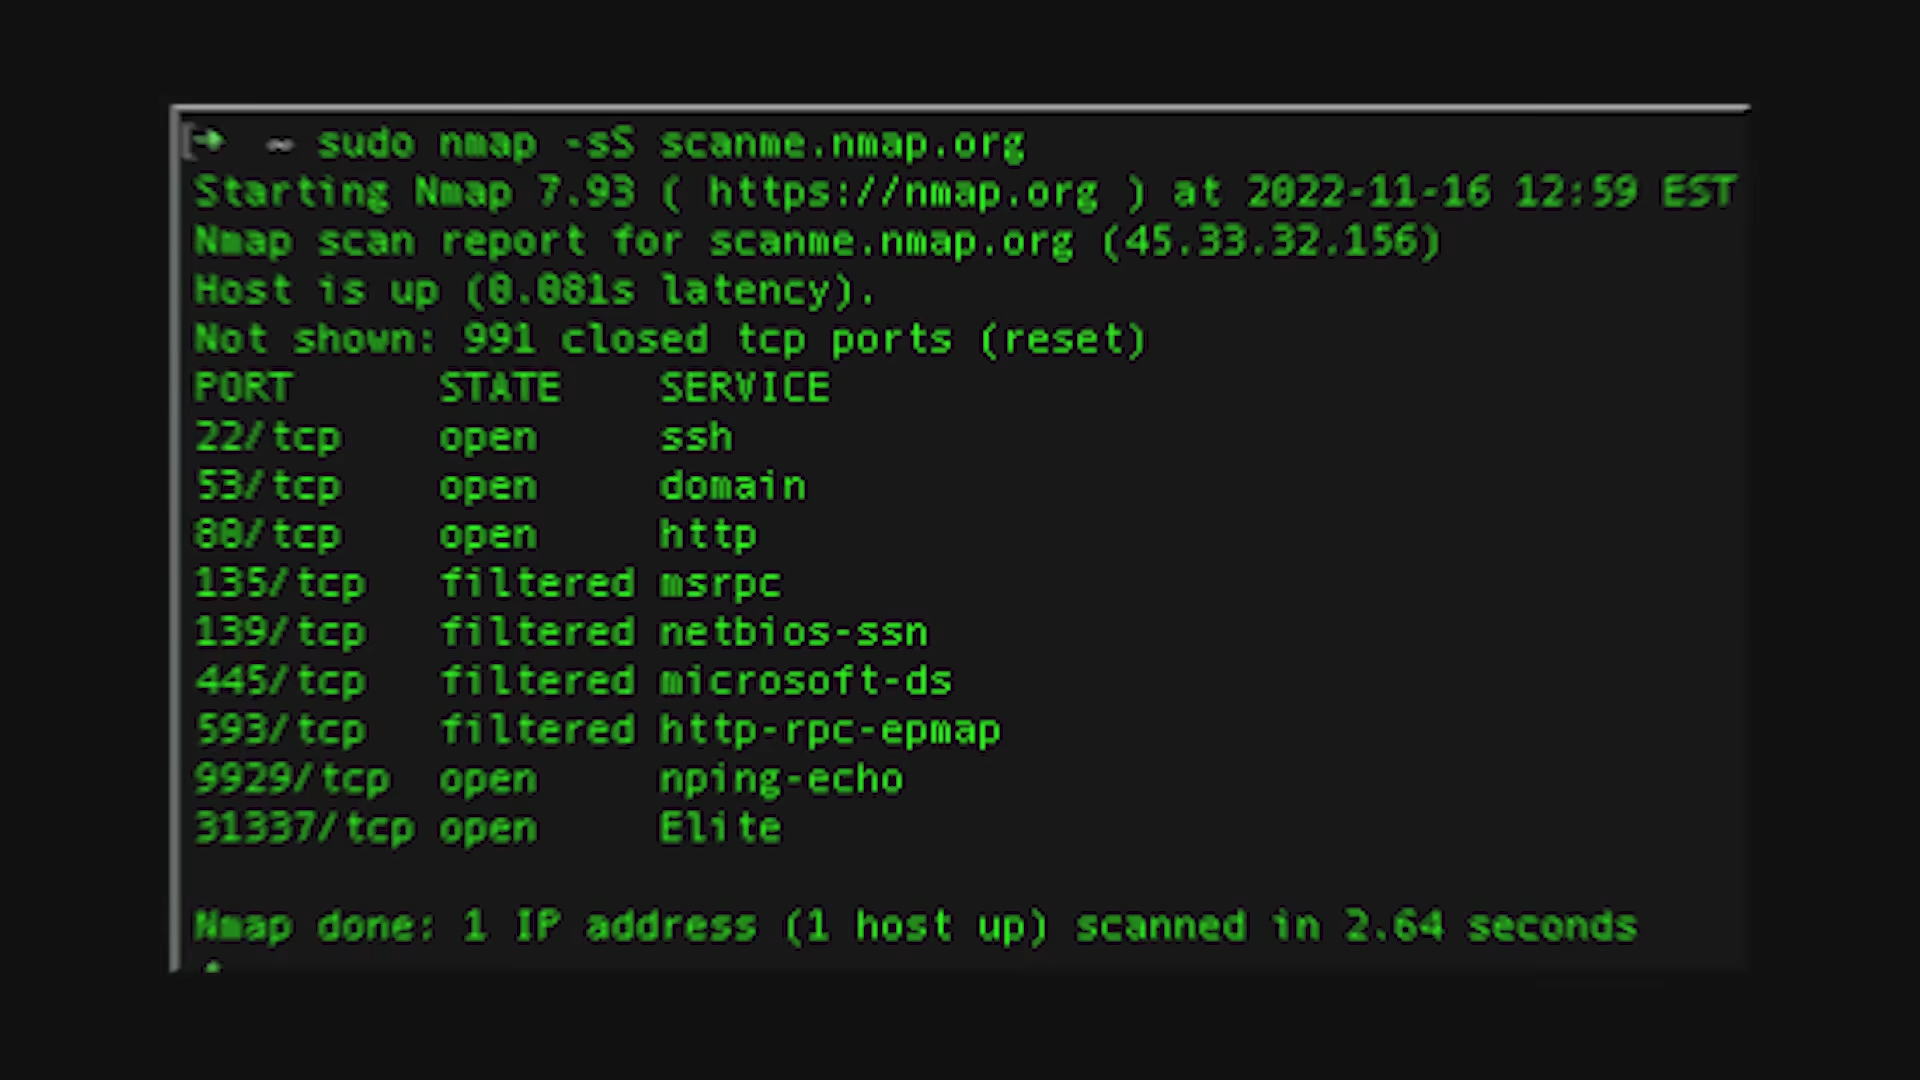 [→ ~ sudo nmap -sS scanme.nmap.org
Starting Nmap 7.93 ( https://nmap.org ) at 2022-11-16 12:59 EST
Nmap scan report for scanme.nmap.org (45.33.32.156)
Host is up (0.081s latency).
Not shown: 991 closed tcp ports (reset)
PORT      STATE    SERVICE
22/tcp    open     ssh
53/tcp    open     domain
80/tcp    open     http
135/tcp   filtered msrpc
139/tcp   filtered netbios-ssn
445/tcp   filtered microsoft-ds
593/tcp   filtered http-rpc-epmap
9929/tcp  open     nping-echo
31337/tcp open     Elite
Nmap done: 1 IP address (1 host up) scanned in 2.64 seconds